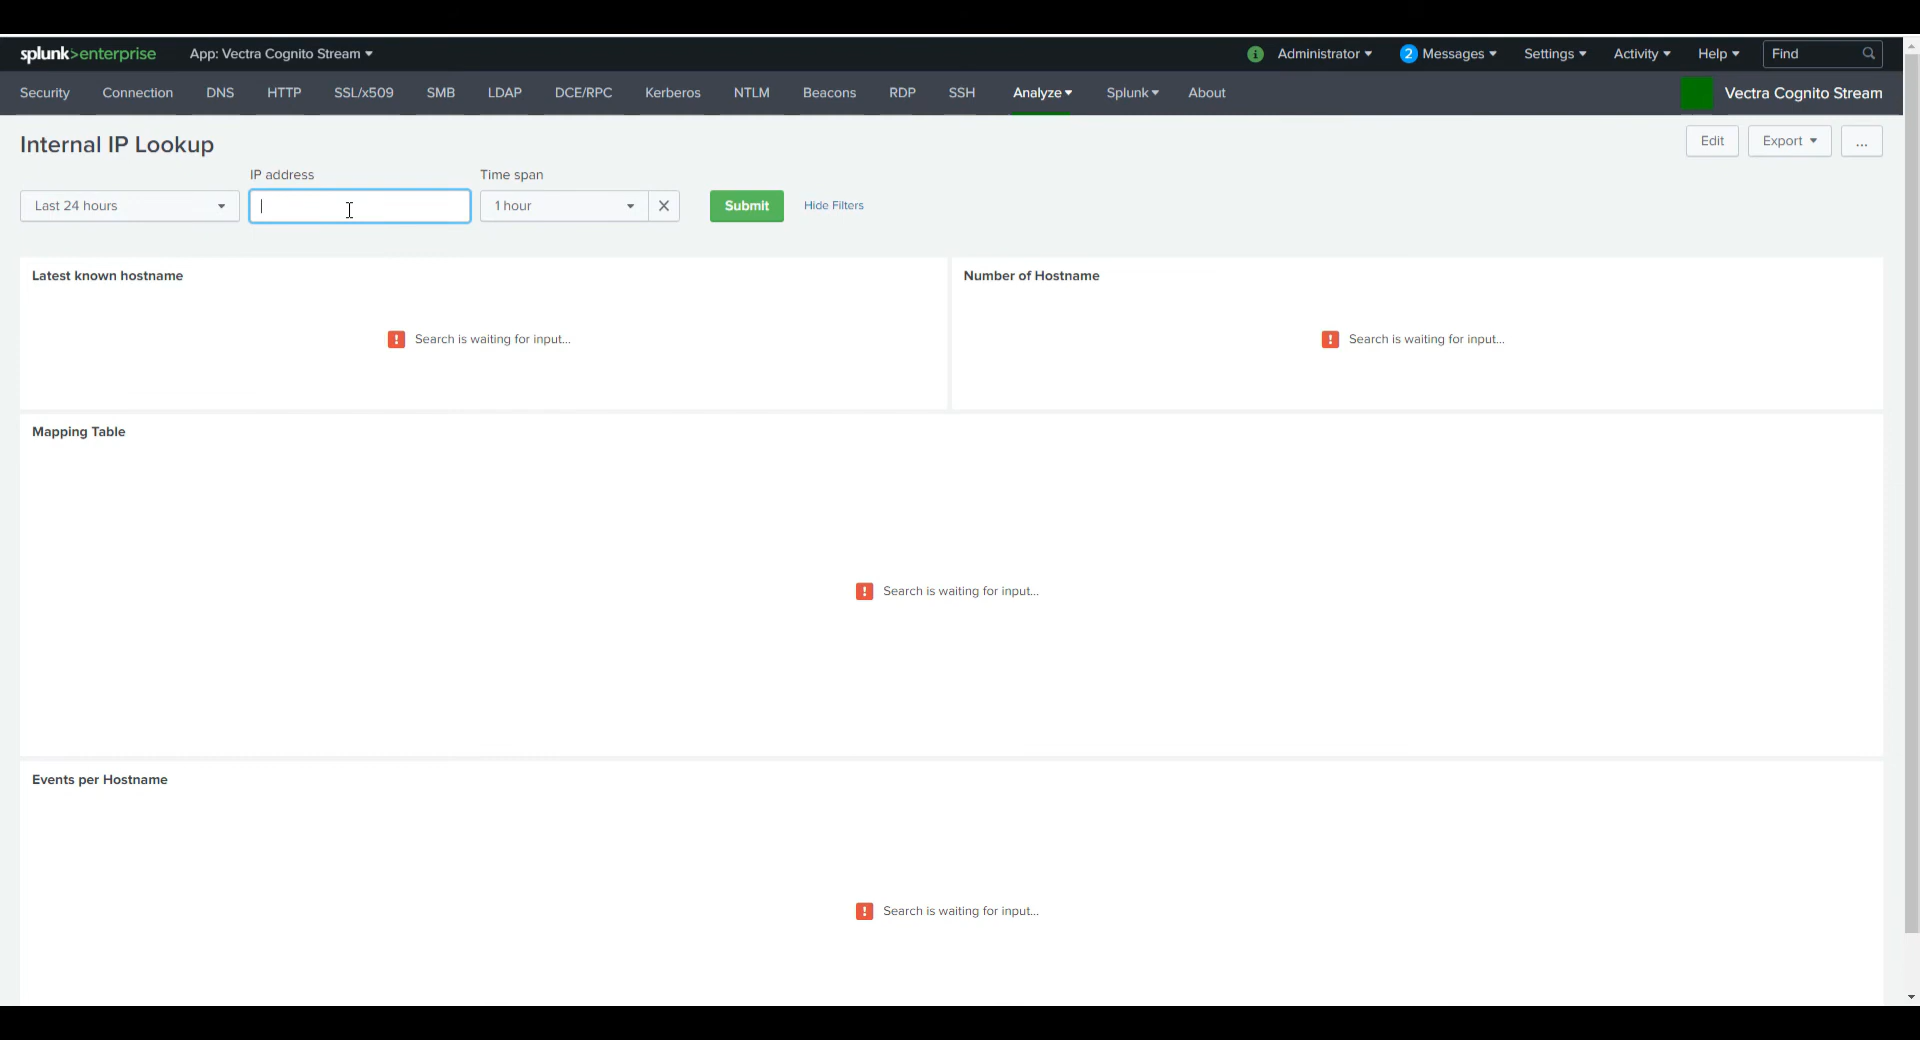 splunk>enterprise App: Vectra Cognito Stream Administrator 2 Messages Settings Activity Help Find
Security Connection DNS HTTP SSL/x509 SMB LDAP DCE/RPC Kerberos NTLM Beacons RDP SSH Analyze Splunk About Vectra Cognito Stream
Internal IP Lookup Edit Export ...
IP address Time span
Last 24 hours 1 hour Submit Hide Filters
Latest known hostname Number of Hostname
Search is waiting for input... Search is waiting for input...
Mapping Table
Search is waiting for input...
Events per Hostname
Search is waiting for input...